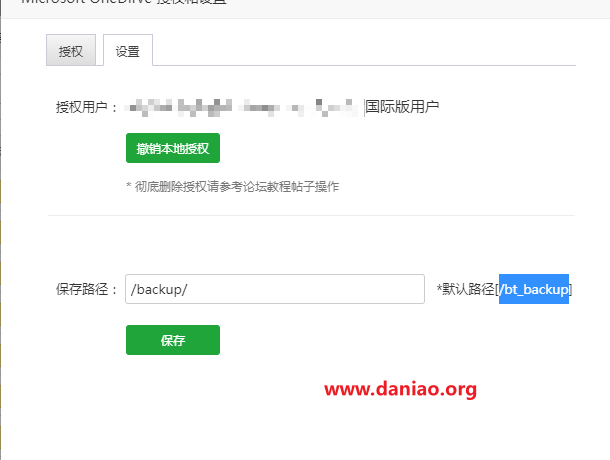 Microsoft OneDirve 授权和设置
授权 设置
授权用户： |国际版用户
撤销本地授权
* 彻底删除授权请参考论坛教程帖子操作
保存路径： /backup/ *默认路径[/bt_backup]
保存
www.daniao.org